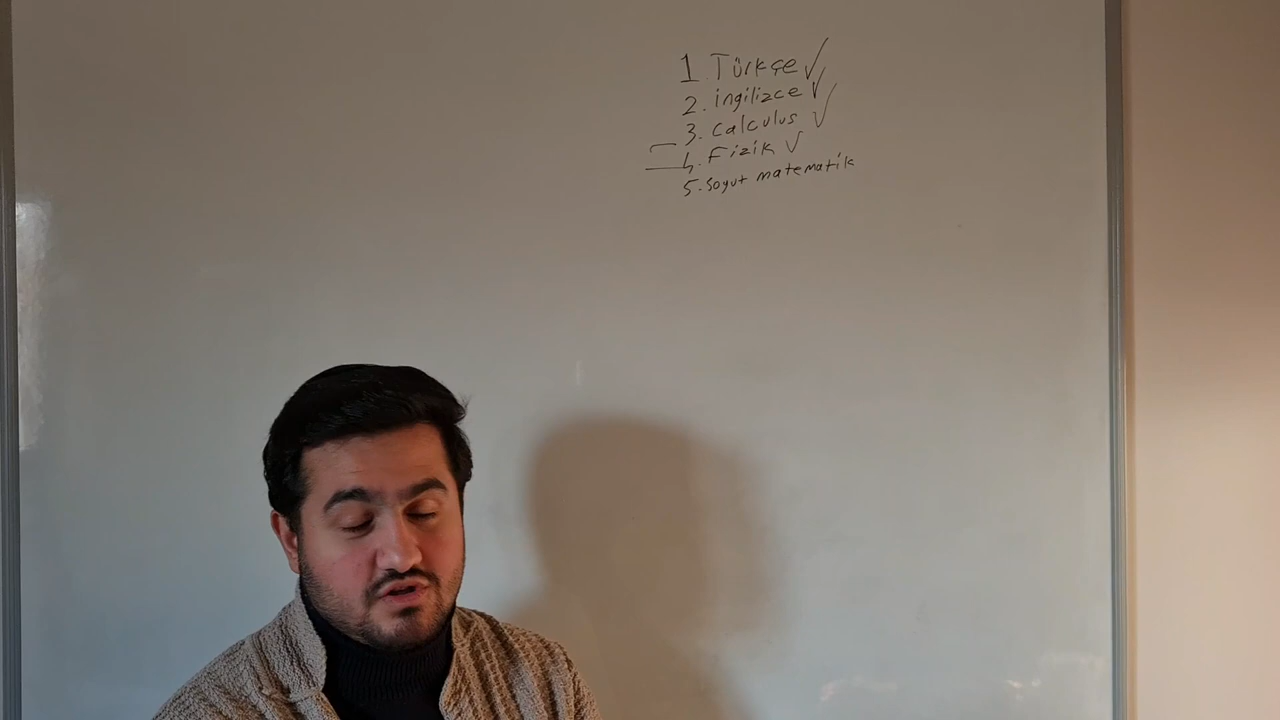 1. Türkçe ✓
2. ingilizce ✓
3. Calculus ✓
4. Fizik ✓
5. Soyut matematik